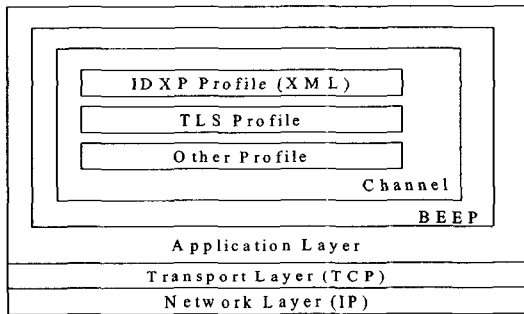 IDXP Profile (XML)
TLS Profile
Other Profile
Channel
BEEP
Application Layer
Transport Layer (TCP)
Network Layer (IP)